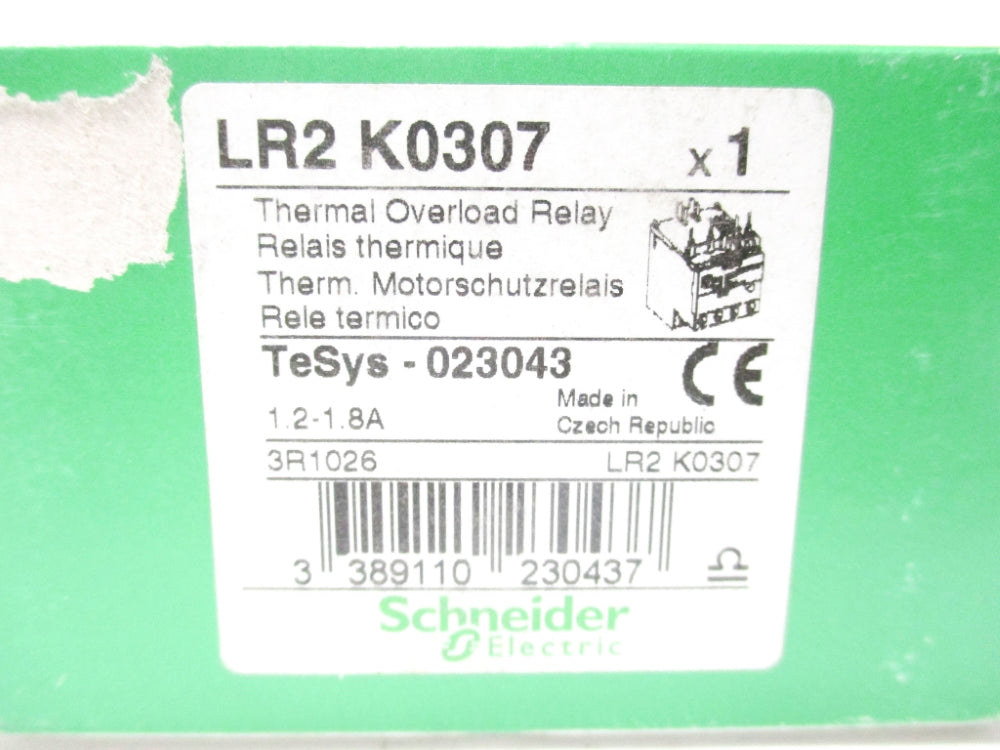 LR2 K0307 x 1
Thermal Overload Relay
Relais thermique
Therm. Motorschutzrelais
Rele termico
TeSys - 023043 CE
Made in
1.2-1.8A Czech Republic
3R1026 LR2 K0307
3 389110 230437
Schneider
Electric